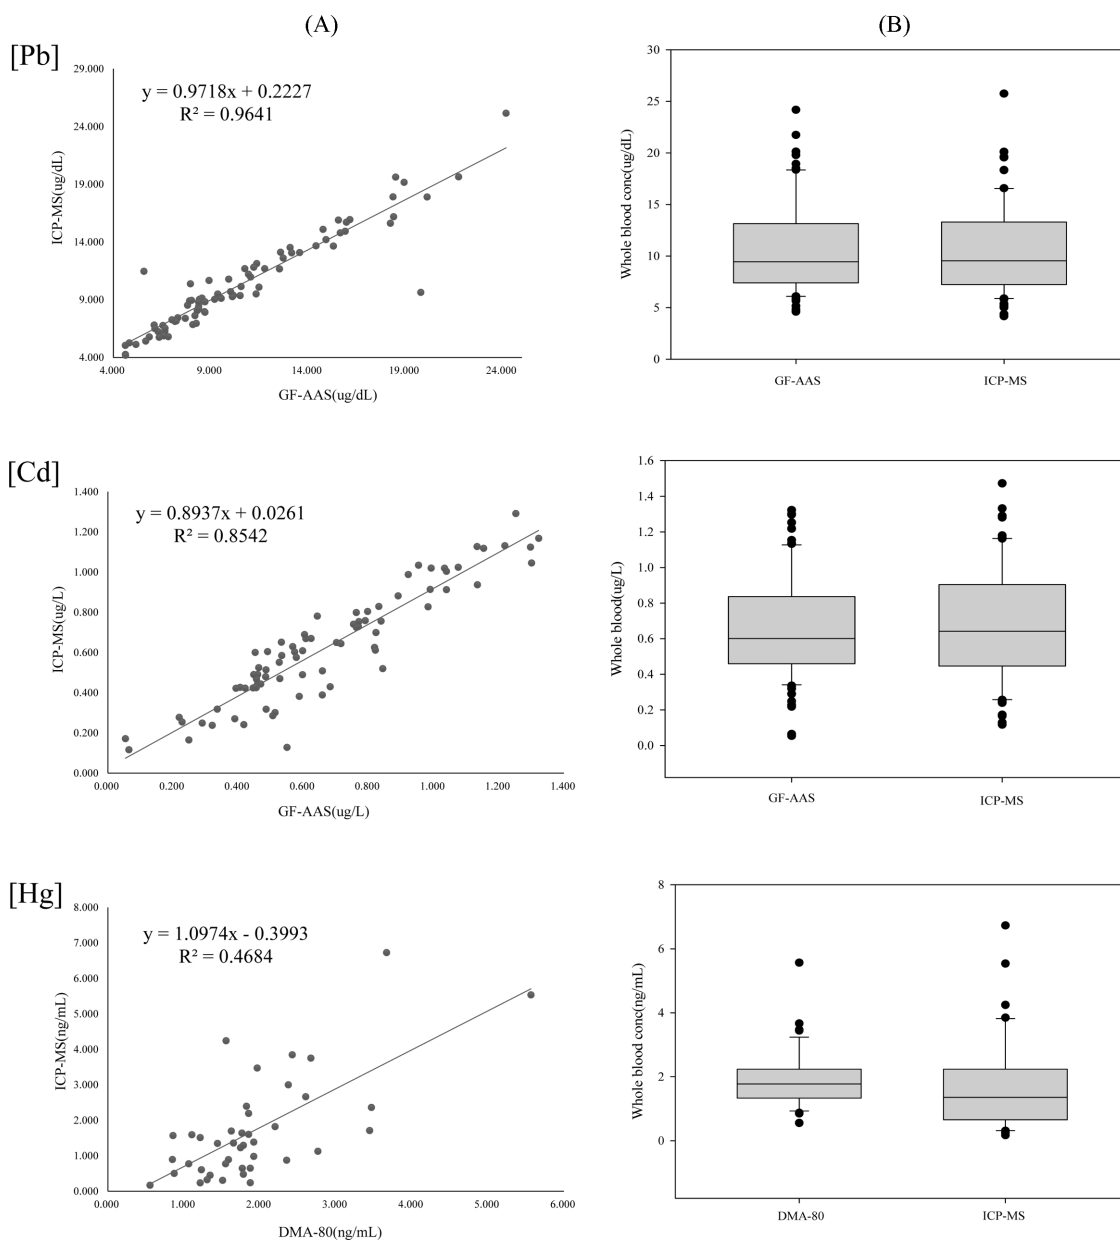 (A)
(B)
[Pb]
29.000
24.000
19.000
14.000
9.000
4.000
ICP-MS(ug/dL)
y = 0.9718x + 0.2227
R² = 0.9641
4.000 9.000 14.000 19.000 24.000
GF-AAS(ug/dL)
30
25
20
15
10
5
0
Whole blood conc(ug/dL)
GF-AAS ICP-MS
[Cd]
1.400
1.200
1.000
0.800
0.600
0.400
0.200
0.000
ICP-MS(ug/L)
y = 0.8937x + 0.0261
R² = 0.8542
0.000 0.200 0.400 0.600 0.800 1.000 1.200 1.400
GF-AAS(ug/L)
1.6
1.4
1.2
1.0
0.8
0.6
0.4
0.2
0.0
Whole blood(ug/L)
GF-AAS ICP-MS
[Hg]
8.000
7.000
6.000
5.000
4.000
3.000
2.000
1.000
0.000
ICP-MS(ng/mL)
y = 1.0974x - 0.3993
R² = 0.4684
0.000 1.000 2.000 3.000 4.000 5.000 6.000
DMA-80(ng/mL)
8
6
4
2
0
Whole blood conc(ng/mL)
DMA-80 ICP-MS